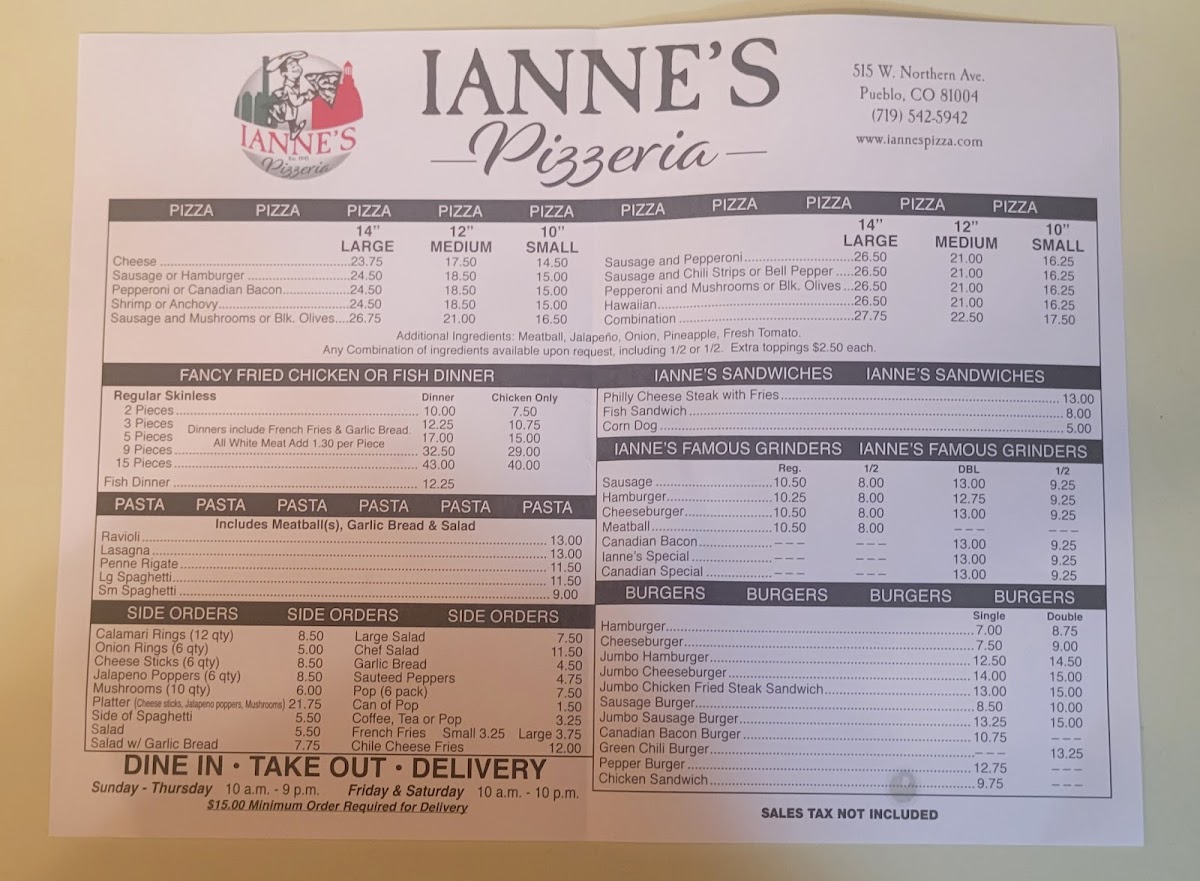 IANNE'S
Pizzeria
IANNE'S
Pizzeria
515 W. Northern Ave.
Pueblo, CO 81004
(719) 542-5942
www.iannespizza.com
PIZZA PIZZA PIZZA PIZZA PIZZA PIZZA PIZZA PIZZA PIZZA PIZZA
14" 12" 10"
LARGE MEDIUM SMALL
Cheese 23.75 17.50 14.50
Sausage or Hamburger 24.50 18.50 15.00
Pepperoni or Canadian Bacon 24.50 18.50 15.00
Shrimp or Anchovy 24.50 18.50 15.00
Sausage and Mushrooms or Blk. Olives 26.75 21.00 16.50
14" 12" 10"
LARGE MEDIUM SMALL
Sausage and Pepperoni 26.50 21.00 16.25
Sausage and Chili Strips or Bell Pepper 26.50 21.00 16.25
Pepperoni and Mushrooms or Blk. Olives 26.50 21.00 16.25
Hawaiian 26.50 21.00 16.25
Combination 27.75 22.50 17.50
Additional Ingredients: Meatball, Jalapeño, Onion, Pineapple, Fresh Tomato.
Any Combination of ingredients available upon request, including 1/2 or 1/2. Extra toppings $2.50 each.
FANCY FRIED CHICKEN OR FISH DINNER
Regular Skinless Dinner Chicken Only
2 Pieces 10.00 7.50
3 Pieces 12.25 10.75
5 Pieces 17.00 15.00
9 Pieces 32.50 29.00
15 Pieces 43.00 40.00
Dinners include French Fries & Garlic Bread.
All White Meat Add 1.30 per Piece
Fish Dinner 12.25
PASTA PASTA PASTA PASTA PASTA PASTA
Includes Meatball(s), Garlic Bread & Salad
Ravioli 13.00
Lasagna 13.00
Penne Rigate 11.50
Lg Spaghetti 11.50
Sm Spaghetti 9.00
SIDE ORDERS SIDE ORDERS SIDE ORDERS
Calamari Rings (12 qty) 8.50
Onion Rings (6 qty) 5.00
Cheese Sticks (6 qty) 8.50
Jalapeno Poppers (6 qty) 8.50
Mushrooms (10 qty) 6.00
Platter (Cheese sticks, Jalapeno poppers, Mushrooms) 21.75
Side of Spaghetti 5.50
Salad 5.50
Salad w/ Garlic Bread 7.75
Large Salad 7.50
Chef Salad 11.50
Garlic Bread 4.50
Sauteed Peppers 4.75
Pop (6 pack) 7.50
Can of Pop 1.50
Coffee, Tea or Pop 3.25
French Fries Small 3.25 Large 3.75
Chile Cheese Fries 12.00
DINE IN • TAKE OUT • DELIVERY
Sunday - Thursday 10 a.m. - 9 p.m. Friday & Saturday 10 a.m. - 10 p.m.
$15.00 Minimum Order Required for Delivery
IANNE'S SANDWICHES IANNE'S SANDWICHES
Philly Cheese Steak with Fries 13.00
Fish Sandwich 8.00
Corn Dog 5.00
IANNE'S FAMOUS GRINDERS IANNE'S FAMOUS GRINDERS
Reg. 1/2 DBL 1/2
Sausage 10.50 8.00 13.00 9.25
Hamburger 10.25 8.00 12.75 9.25
Cheeseburger 10.50 8.00 13.00 9.25
Meatball 10.50 8.00 --- ---
Canadian Bacon --- --- 13.00 9.25
Ianne's Special --- --- 13.00 9.25
Canadian Special --- --- 13.00 9.25
BURGERS BURGERS BURGERS BURGERS
Single Double
Hamburger 7.00 8.75
Cheeseburger 7.50 9.00
Jumbo Hamburger 12.50 14.50
Jumbo Cheeseburger 14.00 15.00
Jumbo Chicken Fried Steak Sandwich 13.00 15.00
Sausage Burger 8.50 10.00
Jumbo Sausage Burger 13.25 15.00
Canadian Bacon Burger 10.75 ---
Green Chili Burger --- 13.25
Pepper Burger 12.75 ---
Chicken Sandwich 9.75 ---
SALES TAX NOT INCLUDED